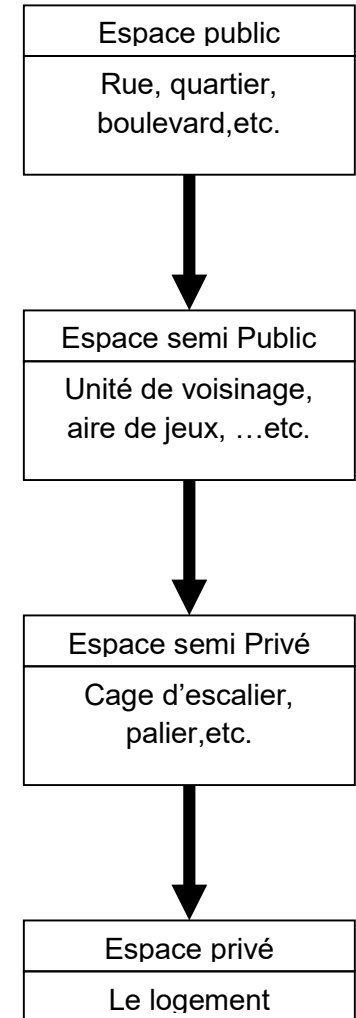 Espace public
Rue, quartier,
boulevard,etc.
Espace semi Public
Unité de voisinage,
aire de jeux, …etc.
Espace semi Privé
Cage d’escalier,
palier,etc.
Espace privé
Le logement